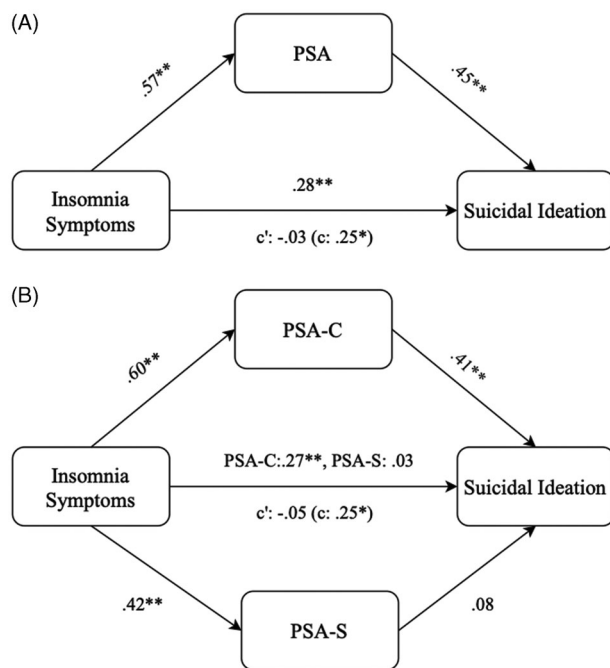 (A)
PSA
.57**
.45**
Insomnia
Symptoms
.28**
Suicidal Ideation
c': -.03 (c: .25*)
(B)
PSA-C
.60**
.41**
Insomnia
Symptoms
PSA-C:.27**, PSA-S: .03
Suicidal Ideation
c': -.05 (c: .25*)
.42**
.08
PSA-S